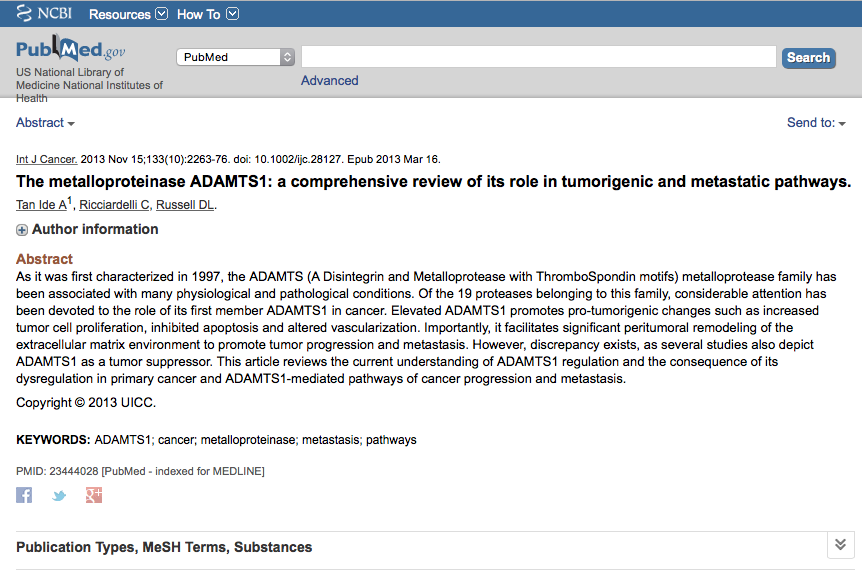 NCBI Resources How To
PubMed.gov
US National Library of
Medicine National Institutes of
Health
PubMed
Search
Advanced
Abstract
Send to:
Int J Cancer. 2013 Nov 15;133(10):2263-76. doi: 10.1002/ijc.28127. Epub 2013 Mar 16.
The metalloproteinase ADAMTS1: a comprehensive review of its role in tumorigenic and metastatic pathways.
Tan Ide A1, Ricciardelli C, Russell DL.
Author information
Abstract
As it was first characterized in 1997, the ADAMTS (A Disintegrin and Metalloprotease with ThromboSpondin motifs) metalloprotease family has
been associated with many physiological and pathological conditions. Of the 19 proteases belonging to this family, considerable attention has
been devoted to the role of its first member ADAMTS1 in cancer. Elevated ADAMTS1 promotes pro-tumorigenic changes such as increased
tumor cell proliferation, inhibited apoptosis and altered vascularization. Importantly, it facilitates significant peritumoral remodeling of the
extracellular matrix environment to promote tumor progression and metastasis. However, discrepancy exists, as several studies also depict
ADAMTS1 as a tumor suppressor. This article reviews the current understanding of ADAMTS1 regulation and the consequence of its
dysregulation in primary cancer and ADAMTS1-mediated pathways of cancer progression and metastasis.
Copyright © 2013 UICC.
KEYWORDS: ADAMTS1; cancer; metalloproteinase; metastasis; pathways
PMID: 23444028 [PubMed - indexed for MEDLINE]
f g+
Publication Types, MeSH Terms, Substances